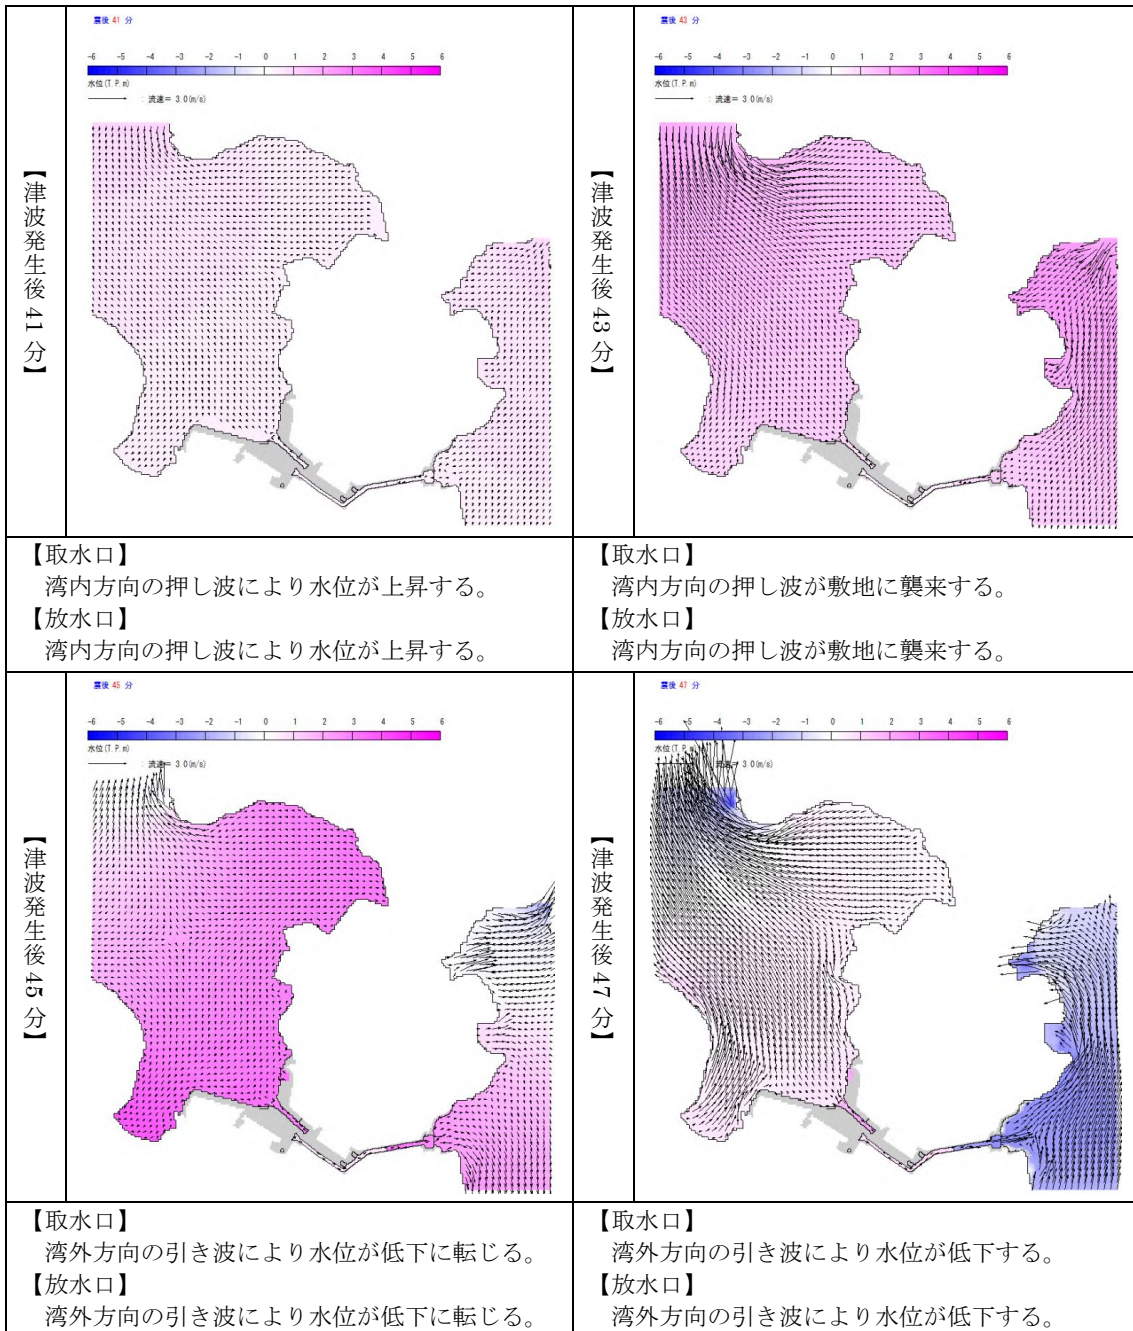 【津波発生後 41 分】
震後 41 分
-6 -5 -4 -3 -2 -1 0 1 2 3 4 5 6
水位(T.P.m)
: 流速= 3.0(m/s)
【取水口】
湾内方向の押し波により水位が上昇する。
【放水口】
湾内方向の押し波により水位が上昇する。
【津波発生後 43 分】
震後 43 分
-6 -5 -4 -3 -2 -1 0 1 2 3 4 5 6
水位(T.P.m)
: 流速= 3.0(m/s)
【取水口】
湾内方向の押し波が敷地に襲来する。
【放水口】
湾内方向の押し波が敷地に襲来する。
【津波発生後 45 分】
震後 45 分
-6 -5 -4 -3 -2 -1 0 1 2 3 4 5 6
水位(T.P.m)
: 流速= 3.0(m/s)
【取水口】
湾外方向の引き波により水位が低下に転じる。
【放水口】
湾外方向の引き波により水位が低下に転じる。
【津波発生後 47 分】
震後 47 分
-6 -5 -4 -3 -2 -1 0 1 2 3 4 5 6
水位(T.P.m)
流速= 3.0(m/s)
【取水口】
湾外方向の引き波により水位が低下する。
【放水口】
湾外方向の引き波により水位が低下する。